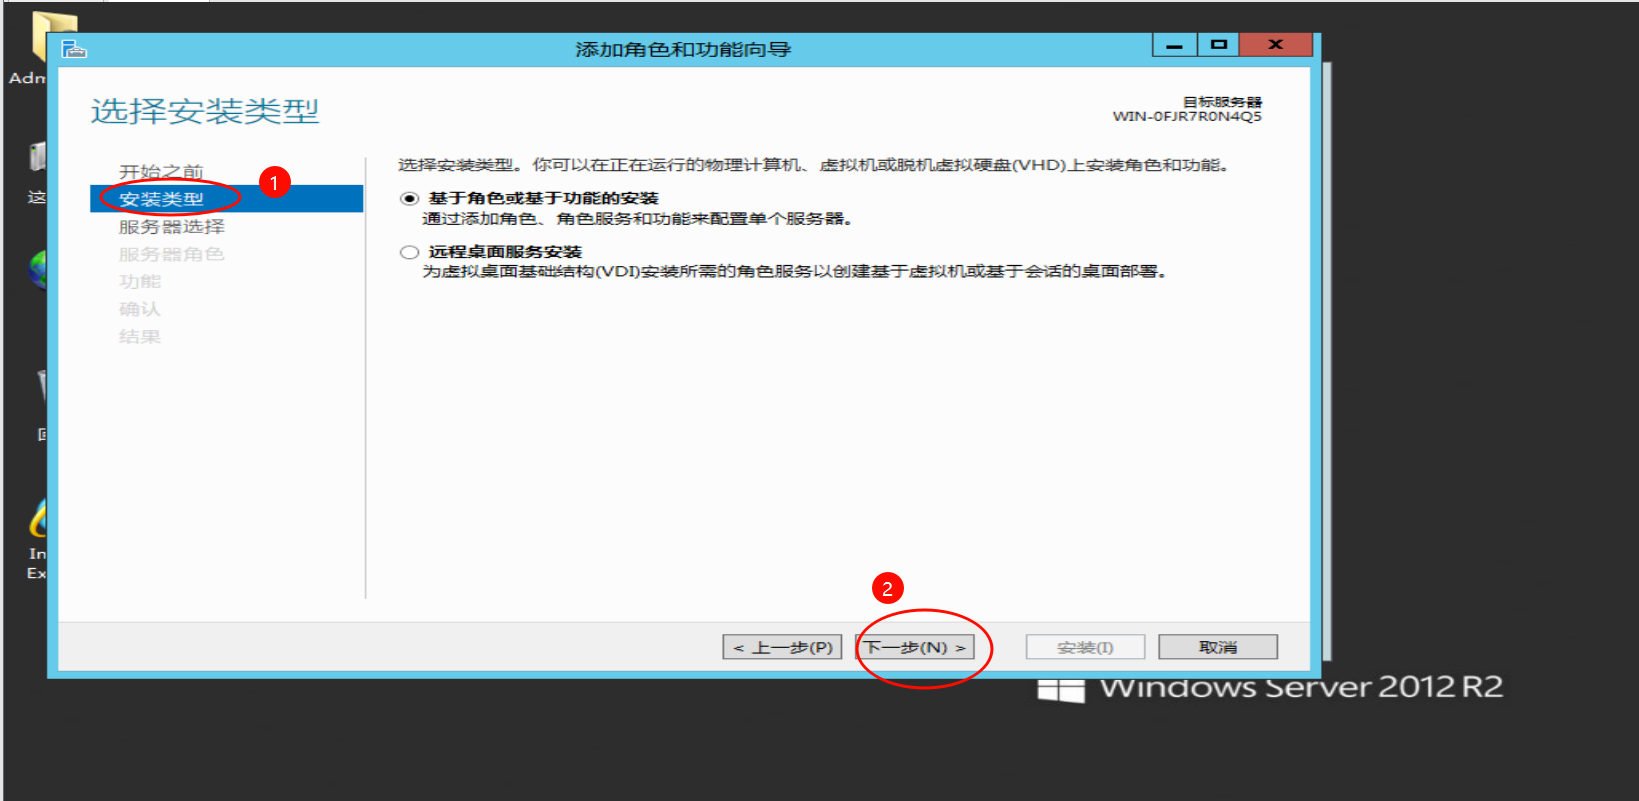 添加角色和功能向导
选择安装类型
目标服务器
WIN-0FJR7R0N4Q5
开始之前
安装类型
1
服务器选择
服务器角色
功能
确认
结果
选择安装类型。你可以在正在运行的物理计算机、虚拟机或脱机虚拟硬盘(VHD)上安装角色和功能。
基于角色或基于功能的安装
通过添加角色、角色服务和功能来配置单个服务器。
远程桌面服务安装
为虚拟桌面基础结构(VDI)安装所需的角色服务以创建基于虚拟机或基于会话的桌面部署。
2
< 上一步(P)
下一步(N) >
安装(I)
取消
Adm
这
In
Ex
Windows Server 2012 R2